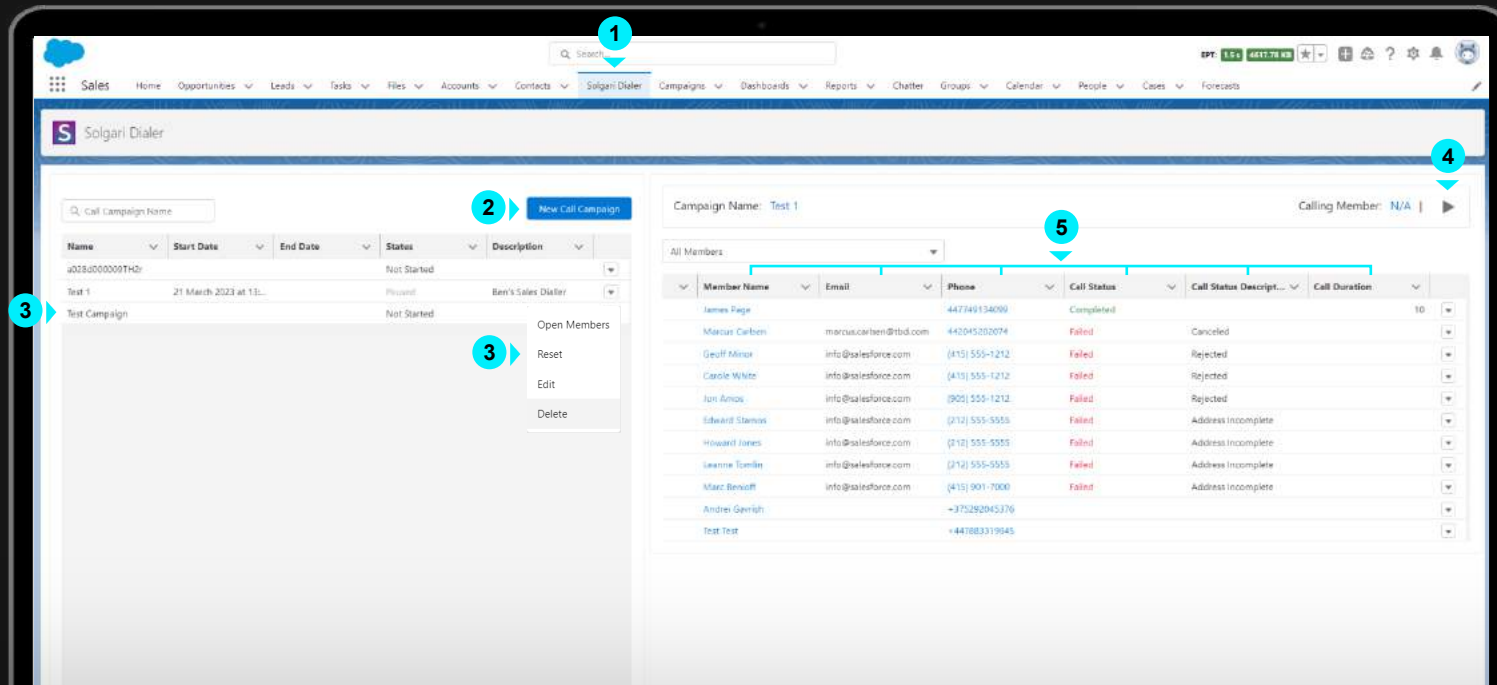 1
Search...
EPT: 1.5 s 4617.78 KB
Sales Home Opportunities Leads Tasks Files Accounts Contacts Solgari Dialer Campaigns Dashboards Reports Chatter Groups Calendar People Cases Forecasts
S Solgari Dialer
4
Call Campaign Name
2
New Call Campaign
Campaign Name: Test 1
Calling Member: N/A |
5
Name Start Date End Date Status Description
a028d000009TH2r Not Started
Test 1 21 March 2023 at 13:... Paused Ben's Sales Dialler
3
Test Campaign Not Started
Open Members
3
Reset
Edit
Delete
All Members
Member Name Email Phone Call Status Call Status Descript... Call Duration
James Page 447749134099 Completed 10
Marcus Carlsen marcus.carlsen@tbd.com 442045202074 Failed Canceled
Geoff Minor info@salesforce.com (415) 555-1212 Failed Rejected
Carole White info@salesforce.com (415) 555-1212 Failed Rejected
Jon Amos info@salesforce.com (905) 555-1212 Failed Rejected
Edward Stamos info@salesforce.com (212) 555-5555 Failed Address Incomplete
Howard Jones info@salesforce.com (212) 555-5555 Failed Address Incomplete
Leanne Tomlin info@salesforce.com (212) 555-5555 Failed Address Incomplete
Marc Benioff info@salesforce.com (415) 901-7000 Failed Address Incomplete
Andrei Gavrish +375292045376
Test Test +447883319845